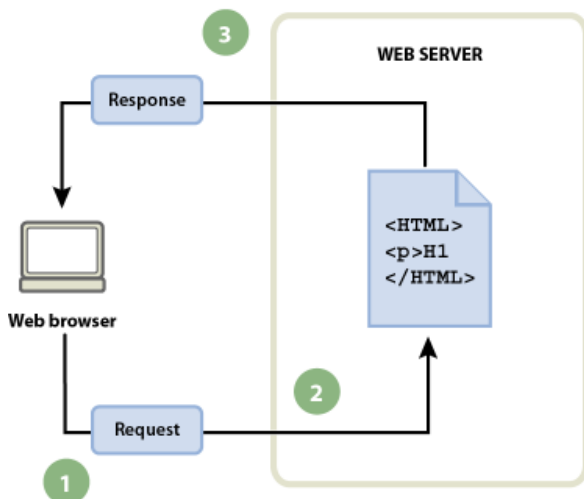 3
WEB SERVER
Response
<HTML>
<p>H1
</HTML>
Web browser
2
Request
1